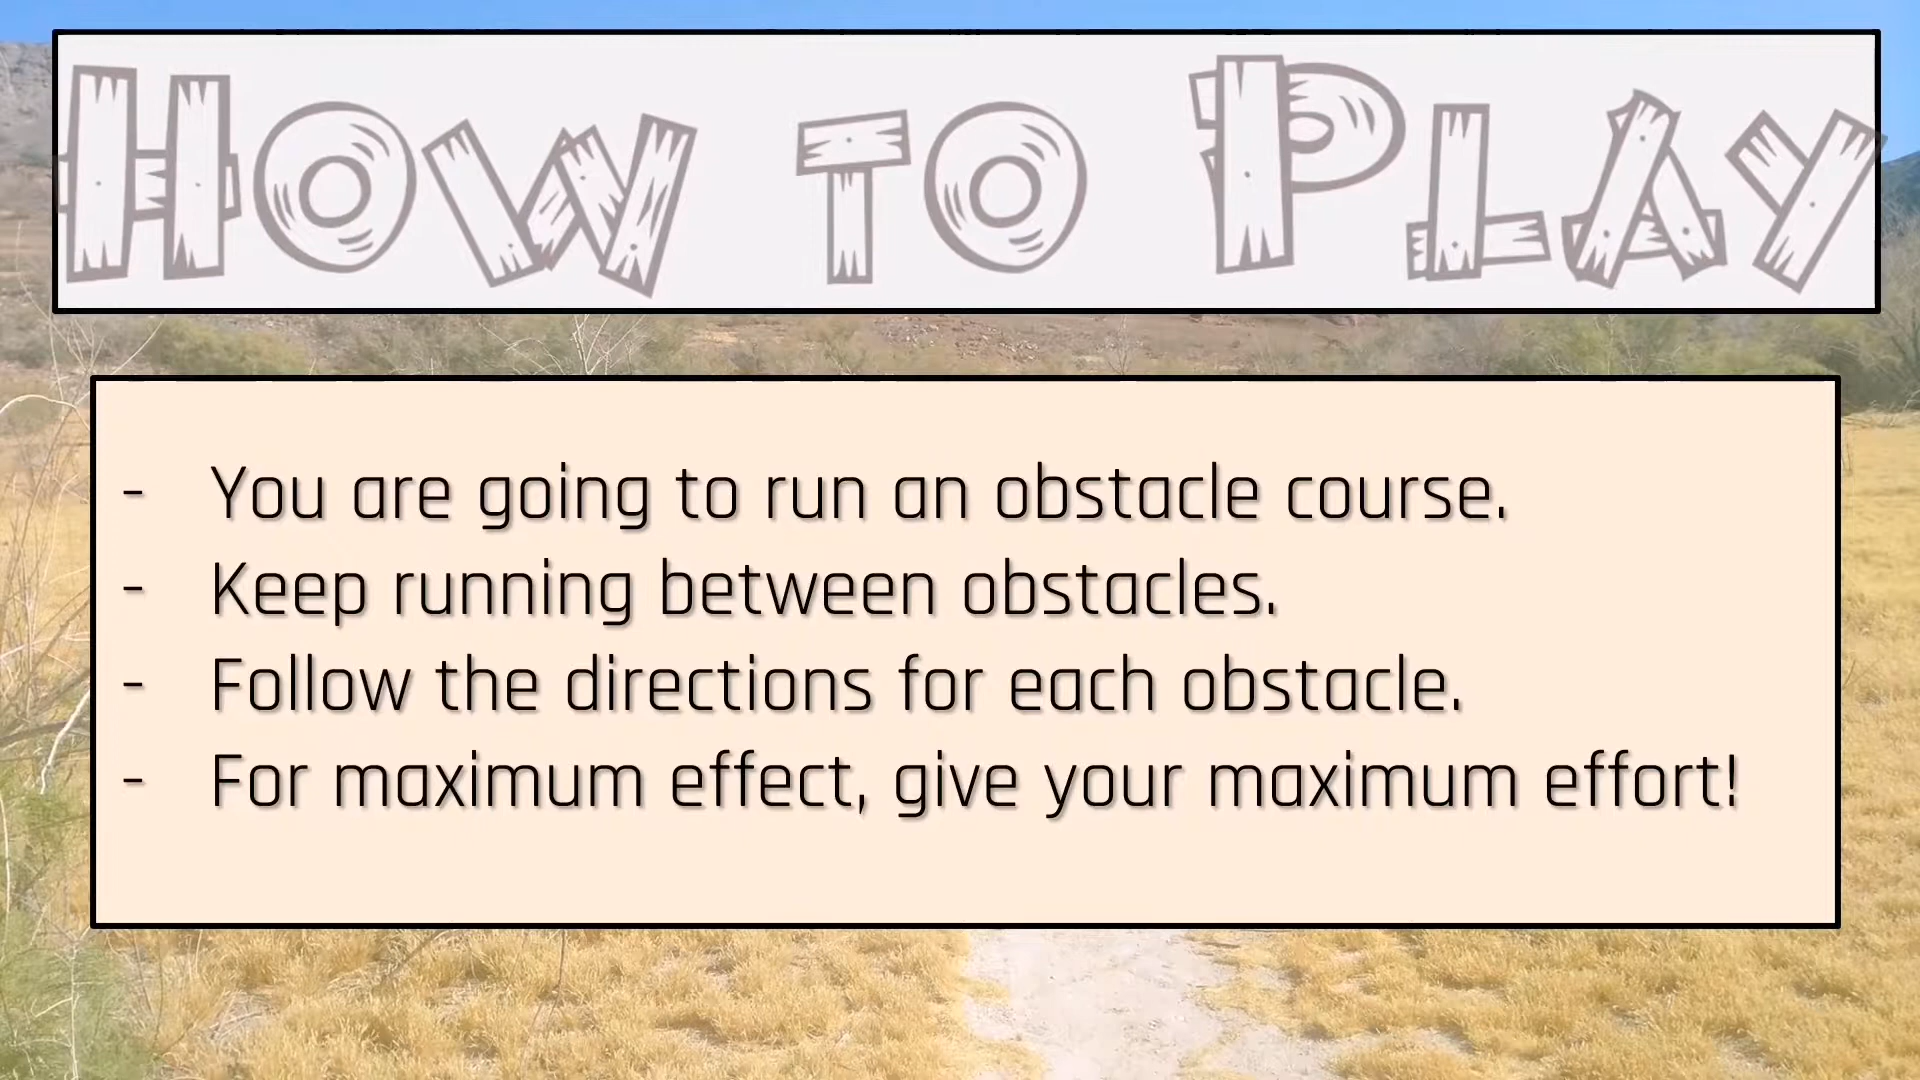 How to Play
- You are going to run an obstacle course.
- Keep running between obstacles.
- Follow the directions for each obstacle.
- For maximum effect, give your maximum effort!